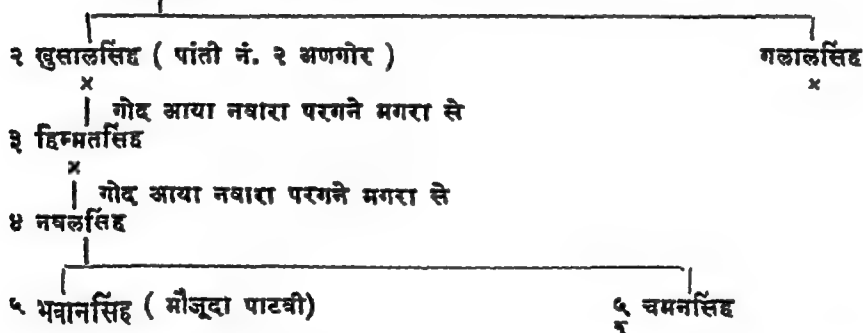 २ खुसालसिंह ( पांती नं. २ अणगोर ) गलालसिंह
× ×
गोद आया नवारा परगने मगरा से
३ हिम्मतसिंह
×
गोद आया नवारा परगने मगरा से
४ नवलसिंह
५ भवानसिंह ( मौजूदा पाटवी) ५ चमनसिंह
१